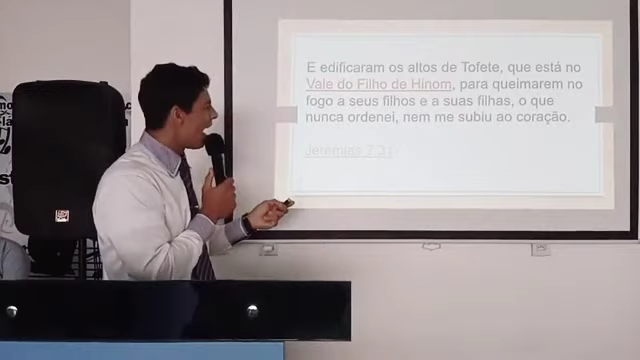 E edificaram os altos de Tofete, que está no
Vale do Filho de Hinom, para queimarem no
fogo a seus filhos e a suas filhas, o que
nunca ordenei, nem me subiu ao coração.
Jeremias 7:31